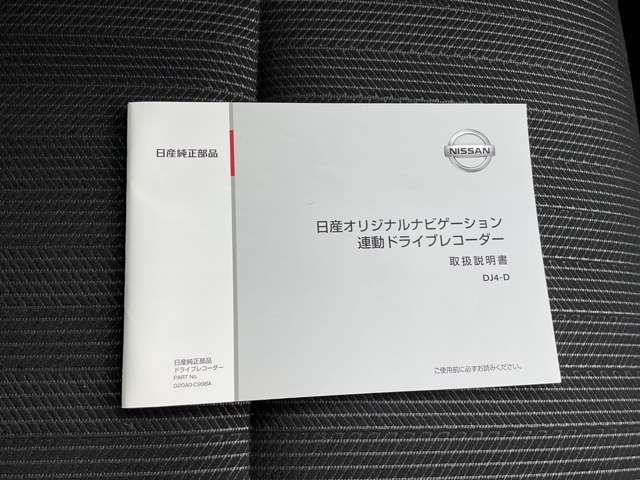 日産純正部品
NISSAN
日産オリジナルナビゲーション
連動ドライブレコーダー
取扱説明書
DJ4-D
日産純正部品
ドライブレコーダー
PART No.
ご使用前に必ずお読みください。